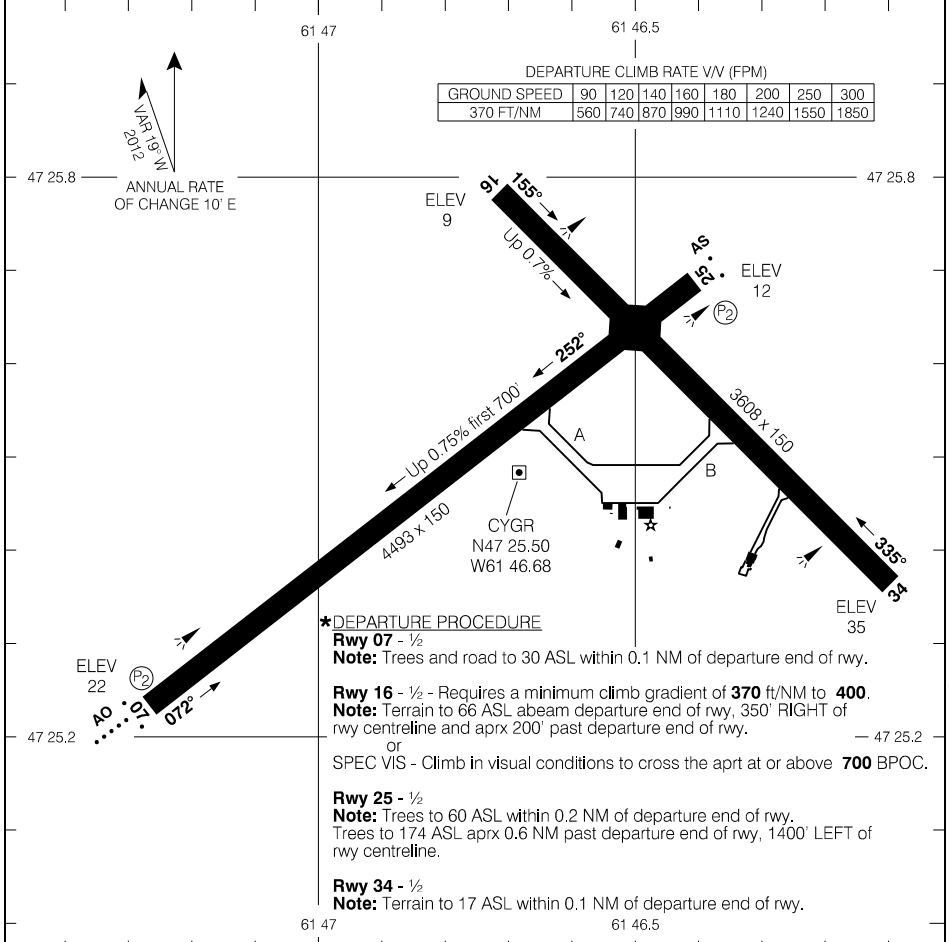 61 47
61 46.5
DEPARTURE CLIMB RATE V/V (FPM)
GROUND SPEED 90 120 140 160 180 200 250 300
370 FT/NM 560 740 870 990 1110 1240 1550 1850
VAR 19° W
2012
ANNUAL RATE
OF CHANGE 10' E
47 25.8
47 25.8
ELEV
9
16
155°
Up 0.7%
AS
25
ELEV
12
P2
252°
Up 0.75% first 700'
4493 x 150
3608 x 150
A
B
CYGR
N47 25.50
W61 46.68
335°
34
ELEV
35
ELEV
22
P2
AO
07
072°
*DEPARTURE PROCEDURE
Rwy 07 - ½
Note: Trees and road to 30 ASL within 0.1 NM of departure end of rwy.
Rwy 16 - ½ - Requires a minimum climb gradient of 370 ft/NM to 400.
Note: Terrain to 66 ASL abeam departure end of rwy, 350' RIGHT of
rwy centreline and aprx 200' past departure end of rwy.
47 25.2
47 25.2
or
SPEC VIS - Climb in visual conditions to cross the aprt at or above 700 BPOC.
Rwy 25 - ½
Note: Trees to 60 ASL within 0.2 NM of departure end of rwy.
Trees to 174 ASL aprx 0.6 NM past departure end of rwy, 1400' LEFT of
rwy centreline.
Rwy 34 - ½
Note: Terrain to 17 ASL within 0.1 NM of departure end of rwy.
61 47
61 46.5